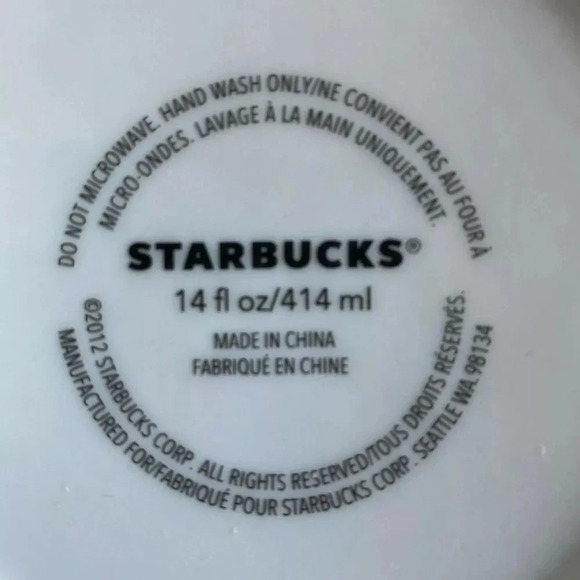 DO NOT MICROWAVE. HAND WASH ONLY/NE CONVIENT PAS AU FOUR À
MICRO-ONDES. LAVAGE À LA MAIN UNIQUEMENT.
STARBUCKS®
14 fl oz/414 ml
MADE IN CHINA
FABRIQUÉ EN CHINE
©2012 STARBUCKS CORP. ALL RIGHTS RESERVED/TOUS DROITS RÉSERVÉS.
MANUFACTURED FOR/FABRIQUÉ POUR STARBUCKS CORP. SEATTLE WA 98134